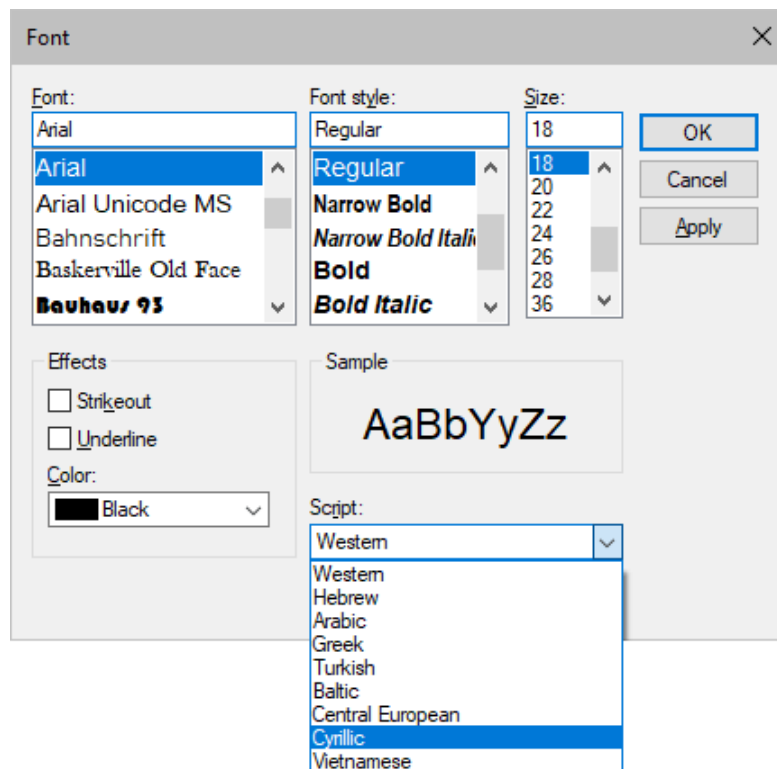 Font
Font:
Arial
Arial
Arial Unicode MS
Bahnschrift
Baskerville Old Face
Bauhaus 93
Font style:
Regular
Regular
Narrow Bold
Narrow Bold Itali
Bold
Bold Italic
Size:
18
18
20
22
24
26
28
36
OK
Cancel
Apply
Effects
Strikeout
Underline
Color:
Black
Sample
AaBbYyZz
Script:
Western
Western
Hebrew
Arabic
Greek
Turkish
Baltic
Central European
Cyrillic
Vietnamese